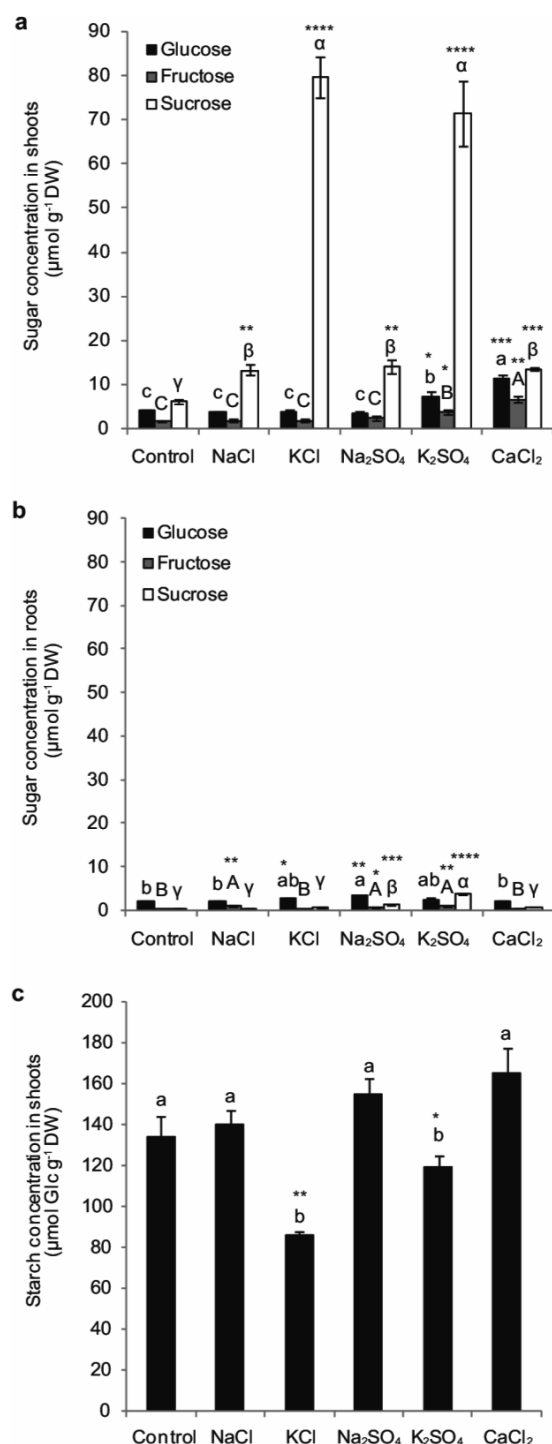 a
90
80
70
60
50
40
30
20
10
0
Sugar concentration in shoots
(µmol g⁻¹ DW)
Glucose
Fructose
Sucrose
c C γ
c C ** β
c C **** α
c C ** β
* b * B **** α
*** a ** A *** β
Control NaCl KCl Na₂SO₄ K₂SO₄ CaCl₂
b
90
80
70
60
50
40
30
20
10
0
Sugar concentration in roots
(µmol g⁻¹ DW)
Glucose
Fructose
Sucrose
b B γ
b ** A γ
* ab B γ
** a * A *** β
ab ** A **** α
b B γ
Control NaCl KCl Na₂SO₄ K₂SO₄ CaCl₂
c
200
180
160
140
120
100
80
60
40
20
0
Starch concentration in shoots
(µmol Glc g⁻¹ DW)
a
a
** b
a
* b
a
Control NaCl KCl Na₂SO₄ K₂SO₄ CaCl₂